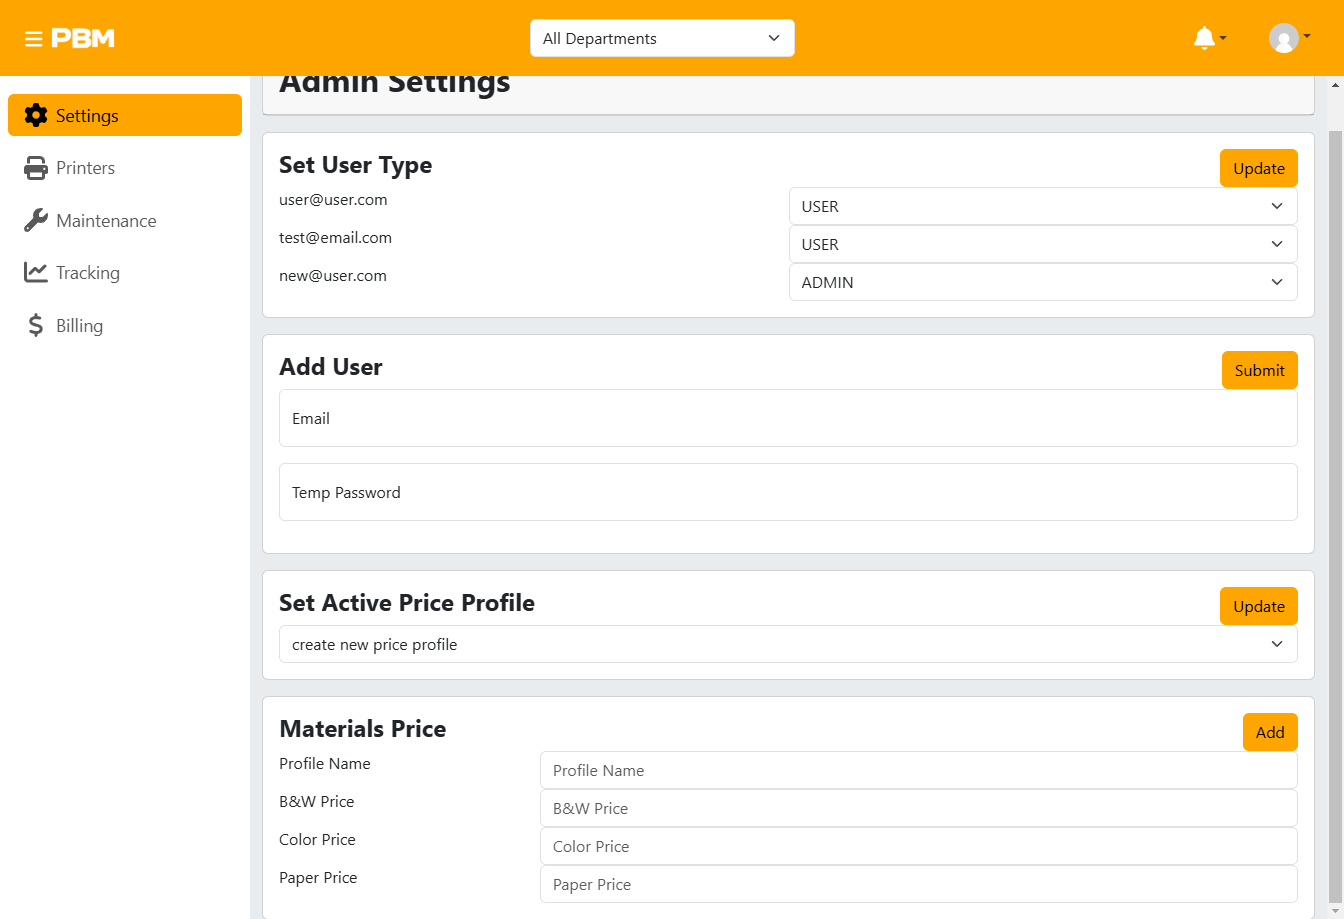 PBM
All Departments
Settings
Printers
Maintenance
Tracking
Billing
Admin Settings
Set User Type
Update
user@user.com
USER
test@email.com
USER
new@user.com
ADMIN
Add User
Submit
Email
Temp Password
Set Active Price Profile
Update
create new price profile
Materials Price
Add
Profile Name
Profile Name
B&W Price
B&W Price
Color Price
Color Price
Paper Price
Paper Price